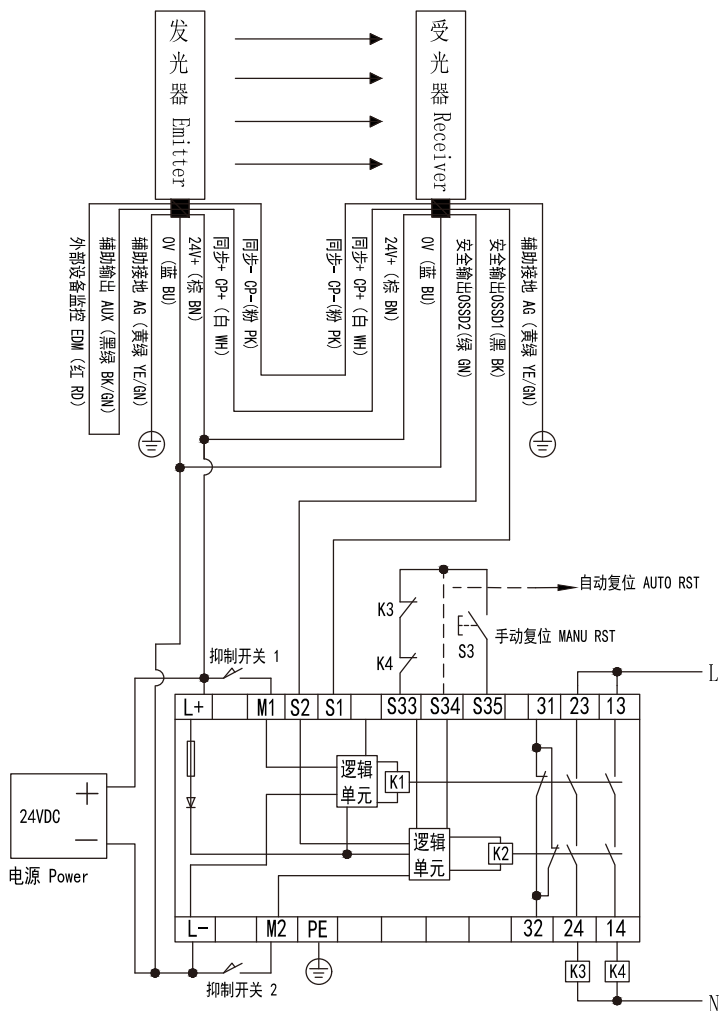 发光器 Emitter
受光器 Receiver
外部设备监控 EDM (红 RD)
辅助输出 AUX (黑绿 BK/GN)
辅助接地 AG (黄绿 YE/GN)
0V (蓝 BU)
24V+ (棕 BN)
同步+ CP+ (白 WH)
同步- CP-(粉 PK)
同步- CP-(粉 PK)
同步+ CP+ (白 WH)
24V+ (棕 BN)
0V (蓝 BU)
安全输出OSSD2(绿 GN)
安全输出OSSD1(黑 BK)
辅助接地 AG (黄绿 YE/GN)
自动复位 AUTO RST
K3
手动复位 MANU RST
S3
K4
抑制开关 1
L
L+ M1 S2 S1 S33 S34 S35 31 23 13
24VDC
电源 Power
逻辑
单元
K1
逻辑
单元
K2
L- M2 PE 32 24 14
抑制开关 2
K3 K4
N